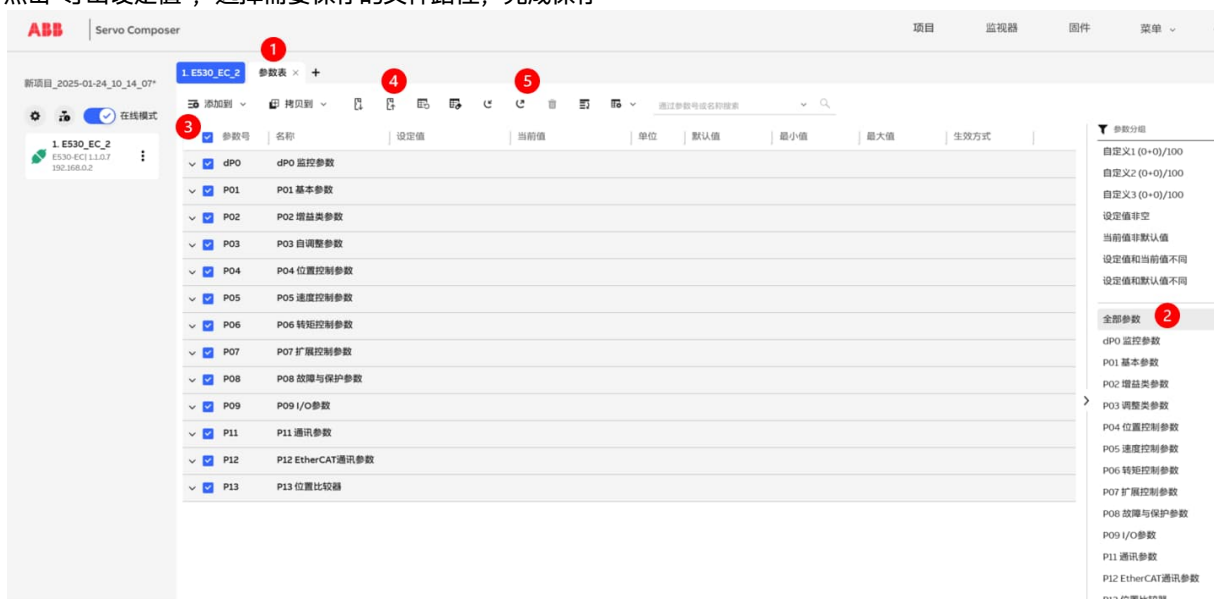 点击"导出设定值"，选择需要保存的文件路径，完成保存
ABB Servo Composer 项目 监视器 固件 菜单
1
新项目_2025-01-24_10_14_07*
1. E530_EC_2 参数表 × +
4 5
添加到 拷贝到 通过参数号或名称搜索
在线模式
3
参数号 名称 设定值 当前值 单位 默认值 最小值 最大值 生效方式
1. E530_EC_2
E530-EC| 1.1.0.7
192.168.0.2
dP0 dP0 监控参数
P01 P01 基本参数
P02 P02 增益类参数
P03 P03 自调整参数
P04 P04 位置控制参数
P05 P05 速度控制参数
P06 P06 转矩控制参数
P07 P07 扩展控制参数
P08 P08 故障与保护参数
P09 P09 I/O参数
P11 P11 通讯参数
P12 P12 EtherCAT通讯参数
P13 P13 位置比较器
参数分组
自定义1 (0+0)/100
自定义2 (0+0)/100
自定义3 (0+0)/100
设定值非空
当前值非默认值
设定值和当前值不同
设定值和默认值不同
全部参数 2
dP0 监控参数
P01 基本参数
P02 增益类参数
P03 调整类参数
P04 位置控制参数
P05 速度控制参数
P06 转矩控制参数
P07 扩展控制参数
P08 故障与保护参数
P09 I/O参数
P11 通讯参数
P12 EtherCAT通讯参数
P13 位置比较器